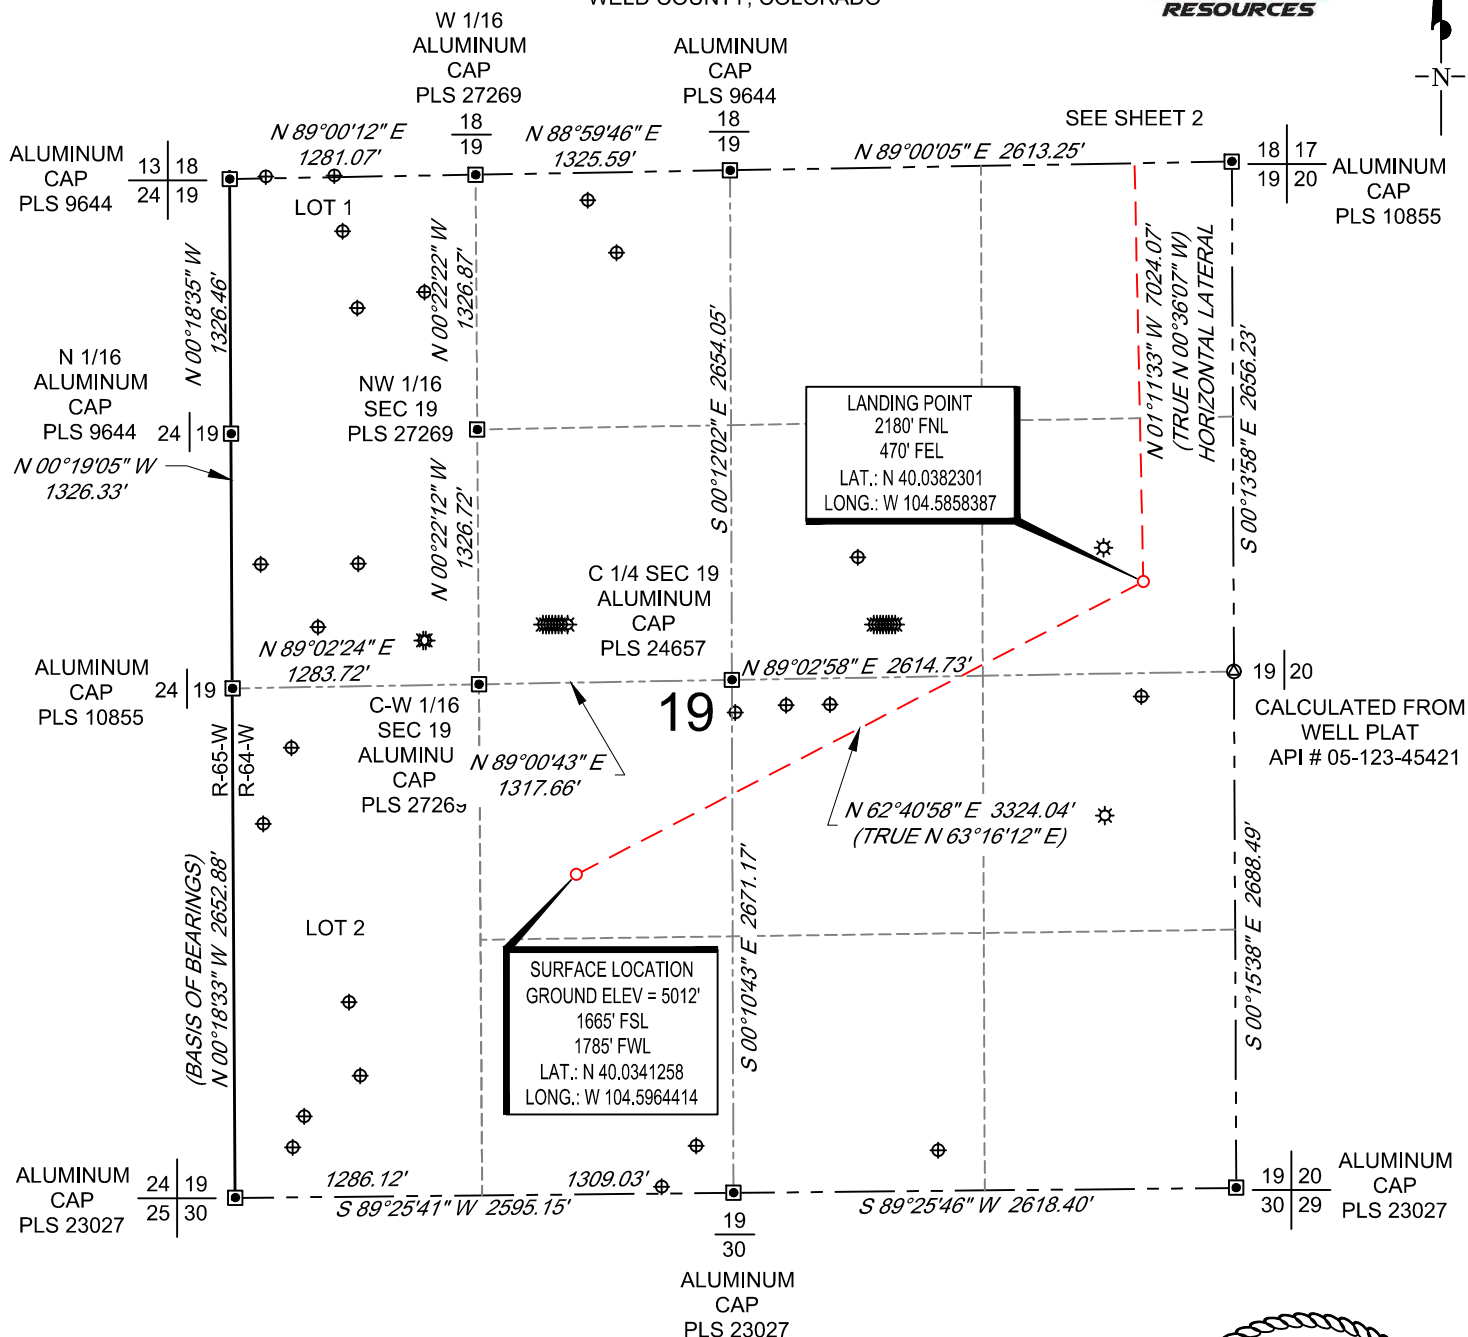 WELD COUNTY, COLORADO
RESOURCES
N
W 1/16
ALUMINUM
CAP
PLS 27269
18
19
ALUMINUM
CAP
PLS 9644
18
19
SEE SHEET 2
ALUMINUM
CAP
PLS 9644
13 18
24 19
N 89°00'12" E
1281.07'
N 88°59'46" E
1325.59'
N 89°00'05" E 2613.25'
18 17
19 20
ALUMINUM
CAP
PLS 10855
LOT 1
N 00°18'35" W
1326.46'
N 00°22'22" W
1326.87'
S 00°12'02" E 2654.05'
N 01°11'33" W 7024.07'
(TRUE N 00°36'07" W)
HORIZONTAL LATERAL
S 00°13'58" E 2656.23'
N 1/16
ALUMINUM
CAP
PLS 9644
24 19
N 00°19'05" W
1326.33'
NW 1/16
SEC 19
PLS 27269
LANDING POINT
2180' FNL
470' FEL
LAT.: N 40.0382301
LONG.: W 104.5858387
N 00°22'12" W
1326.72'
C 1/4 SEC 19
ALUMINUM
CAP
PLS 24657
N 89°02'24" E
1283.72'
N 89°02'58" E 2614.73'
ALUMINUM
CAP
PLS 10855
24 19
19 20
CALCULATED FROM
WELL PLAT
API # 05-123-45421
19
C-W 1/16
SEC 19
ALUMINU
CAP
PLS 27269
N 89°00'43" E
1317.66'
R-65-W
R-64-W
N 62°40'58" E 3324.04'
(TRUE N 63°16'12" E)
(BASIS OF BEARINGS)
N 00°18'33" W 2652.88'
LOT 2
S 00°10'43" E 2671.17'
S 00°15'38" E 2688.49'
SURFACE LOCATION
GROUND ELEV = 5012'
1665' FSL
1785' FWL
LAT.: N 40.0341258
LONG.: W 104.5964414
ALUMINUM
CAP
PLS 23027
24 19
25 30
1286.12'
1309.03'
S 89°25'41" W 2595.15'
S 89°25'46" W 2618.40'
19 20
30 29
ALUMINUM
CAP
PLS 23027
19
30
ALUMINUM
CAP
PLS 23027